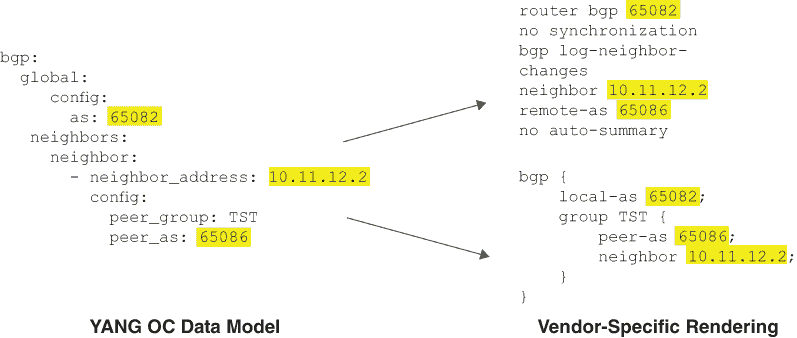 bgp:
global:
config:
as: 65082
neighbors:
neighbor:
- neighbor_address: 10.11.12.2
config:
peer_group: TST
peer_as: 65086
YANG OC Data Model
router bgp 65082
no synchronization
bgp log-neighbor-
changes
neighbor 10.11.12.2
remote-as 65086
no auto-summary
bgp {
local-as 65082;
group TST {
peer-as 65086;
neighbor 10.11.12.2;
}
}
Vendor-Specific Rendering